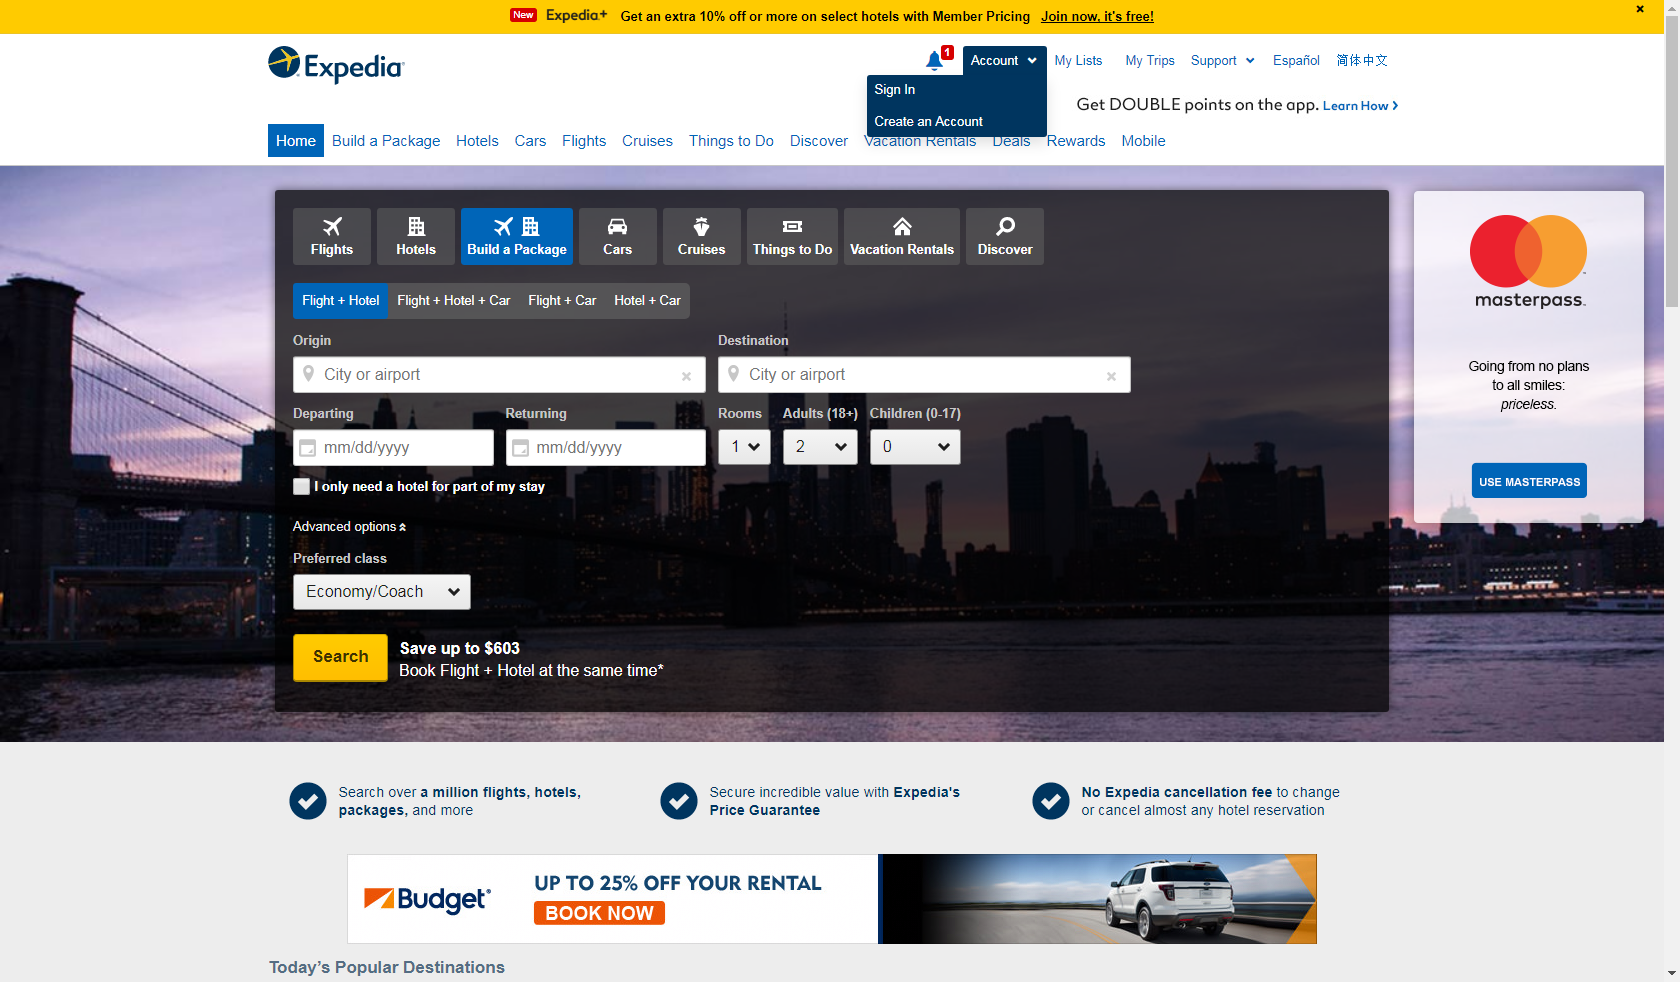 New Expedia+ Get an extra 10% off or more on select hotels with Member Pricing Join now, it's free!
Expedia
1 Account My Lists My Trips Support Español 简体中文
Sign In
Create an Account
Get DOUBLE points on the app. Learn How
Home Build a Package Hotels Cars Flights Cruises Things to Do Discover Vacation Rentals Deals Rewards Mobile
Flights Hotels Build a Package Cars Cruises Things to Do Vacation Rentals Discover
Flight + Hotel Flight + Hotel + Car Flight + Car Hotel + Car
Origin Destination
City or airport City or airport
Departing Returning Rooms Adults (18+) Children (0-17)
mm/dd/yyyy mm/dd/yyyy 1 2 0
I only need a hotel for part of my stay
Advanced options
Preferred class
Economy/Coach
Search
Save up to $603
Book Flight + Hotel at the same time*
masterpass
Going from no plans
to all smiles:
priceless.
USE MASTERPASS
Search over a million flights, hotels,
packages, and more
Secure incredible value with Expedia's
Price Guarantee
No Expedia cancellation fee to change
or cancel almost any hotel reservation
Budget®
UP TO 25% OFF YOUR RENTAL
BOOK NOW
Today's Popular Destinations